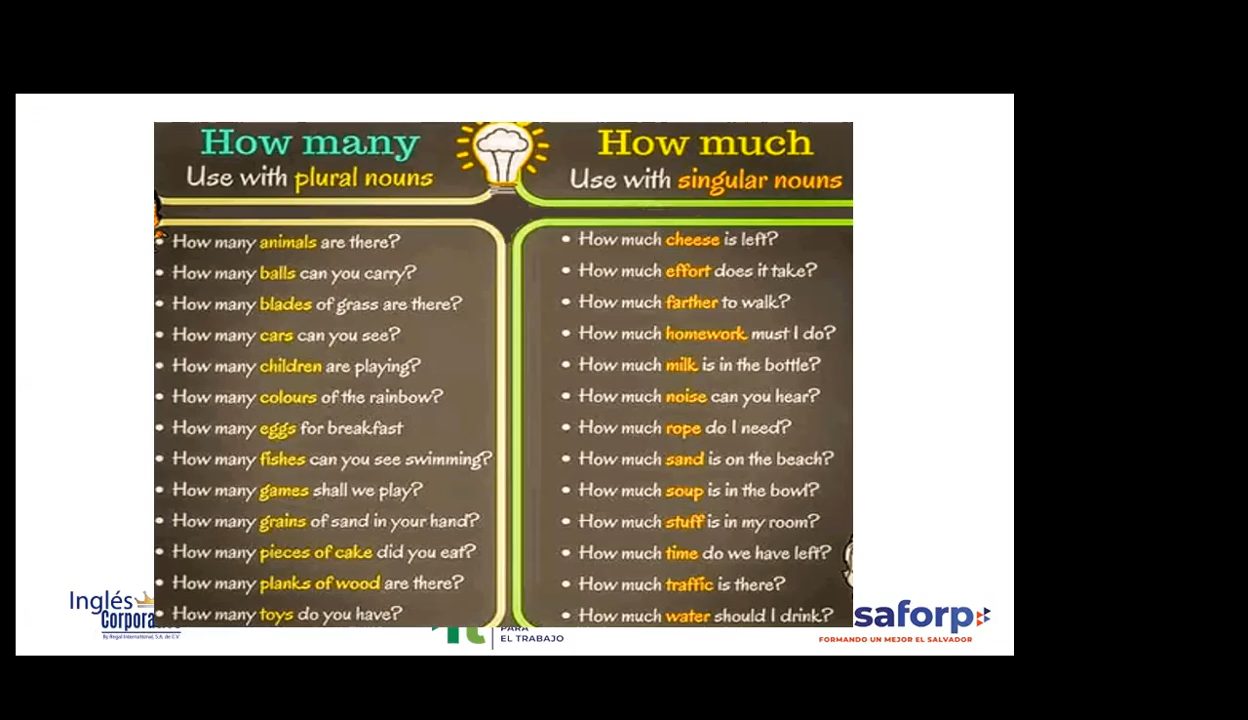 How many
Use with plural nouns
How many animals are there?
How many balls can you carry?
How many blades of grass are there?
How many cars can you see?
How many children are playing?
How many colours of the rainbow?
How many eggs for breakfast
How many fishes can you see swimming?
How many games shall we play?
How many grains of sand in your hand?
How many pieces of cake did you eat?
How many planks of wood are there?
How many toys do you have?
How much
Use with singular nouns
How much cheese is left?
How much effort does it take?
How much farther to walk?
How much homework must I do?
How much milk is in the bottle?
How much noise can you hear?
How much rope do I need?
How much sand is on the beach?
How much soup is in the bowl?
How much stuff is in my room?
How much time do we have left?
How much traffic is there?
How much water should I drink?
Inglés
By Regal International, S.A. de C.V.
PARA
EL TRABAJO
saforp
FORMANDO UN MEJOR EL SALVADOR